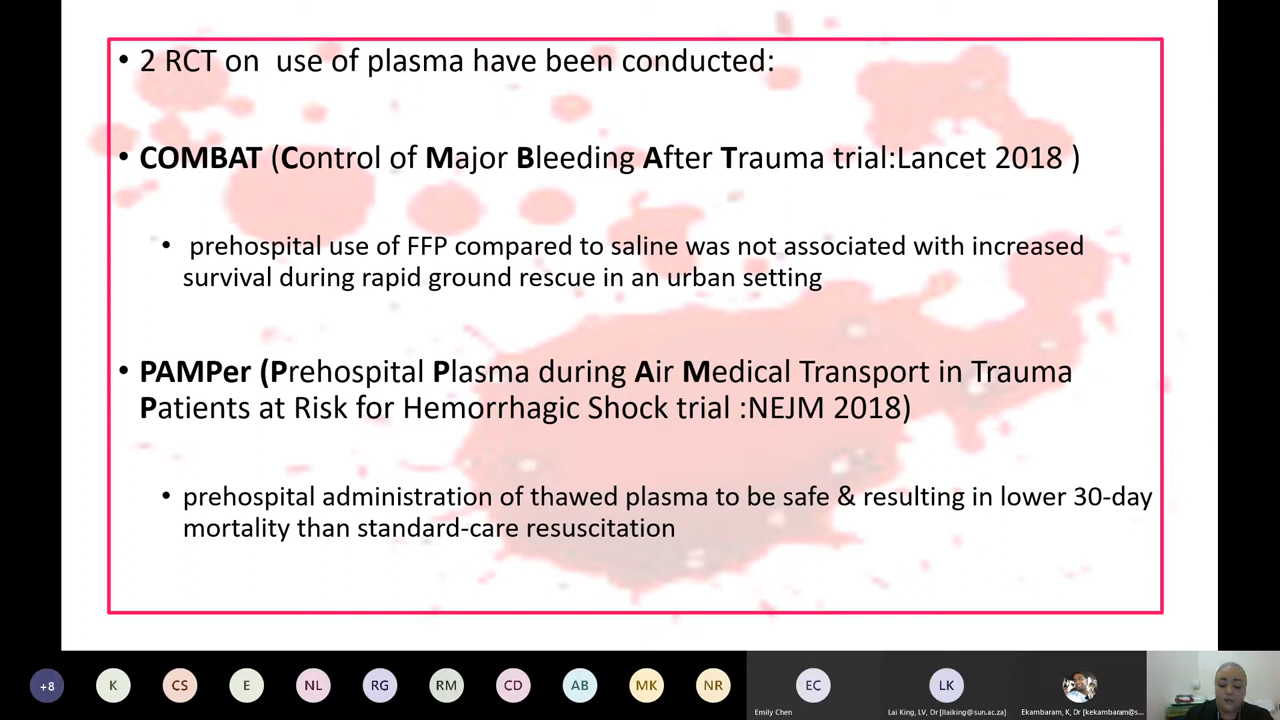 • 2 RCT on  use of plasma have been conducted:
• COMBAT (Control of Major Bleeding After Trauma trial:Lancet 2018 )
• prehospital use of FFP compared to saline was not associated with increased
survival during rapid ground rescue in an urban setting
• PAMPer (Prehospital Plasma during Air Medical Transport in Trauma
Patients at Risk for Hemorrhagic Shock trial :NEJM 2018)
• prehospital administration of thawed plasma to be safe & resulting in lower 30-day
mortality than standard-care resuscitation
+8 K CS E NL RG RM CD AB MK NR EC LK
Emily Chen Lai King, LV, Dr [llaiking@sun.ac.za] Ekambaram, K, Dr [kekambaram@s...